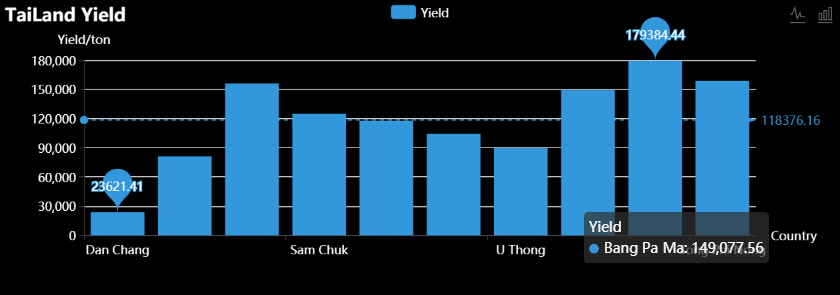 TaiLand Yield
Yield
Yield/ton
180,000
179384.44
150,000
120,000
118376.16
90,000
60,000
23621.41
30,000
0
Dan Chang
Sam Chuk
U Thong
Country
Yield
Bang Pa Ma: 149,077.56